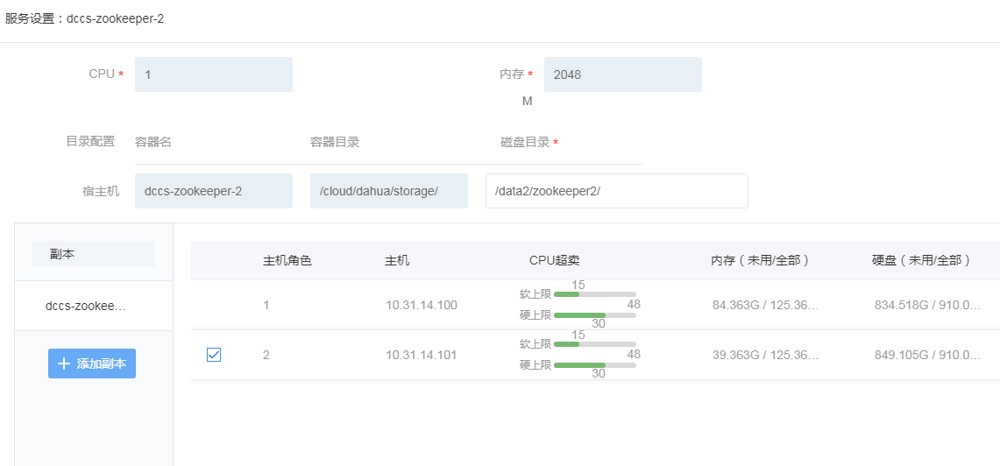 服务设置：dccs-zookeeper-2
CPU * 1 内存 * 2048
M
目录配置 容器名 容器目录 磁盘目录 *
宿主机 dccs-zookeeper-2 /cloud/dahua/storage/ /data2/zookeeper2/
副本
dccs-zookee...
添加副本
主机角色 主机 CPU超卖 内存（未用/全部） 硬盘（未用/全部）
1 10.31.14.100 软上限 15 48 硬上限 30 84.363G / 125.36... 834.518G / 910.0...
2 10.31.14.101 软上限 15 48 硬上限 30 39.363G / 125.36... 849.105G / 910.0...